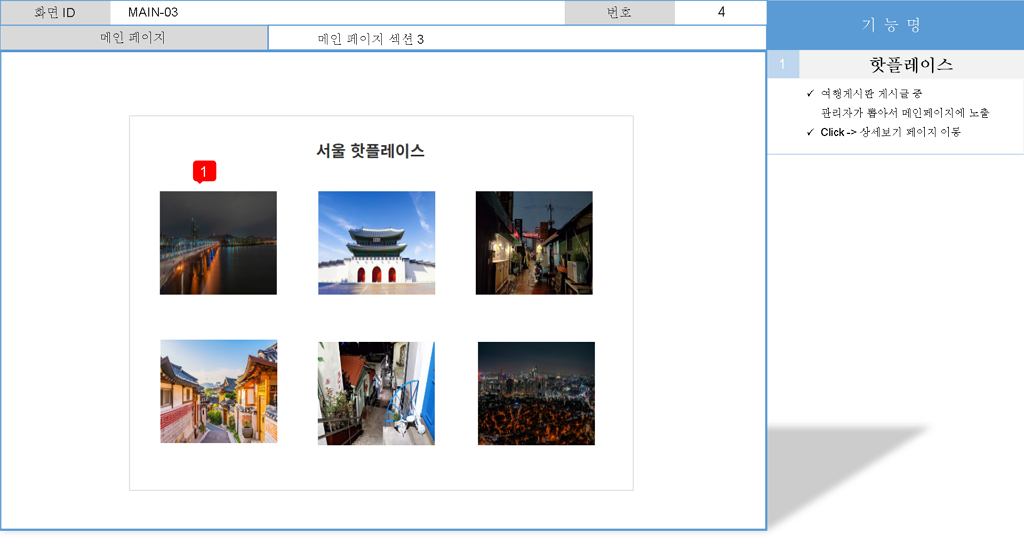 화면 ID
MAIN-03
번호
4
메인 페이지
메인 페이지 섹션 3
기 능 명
1
핫플레이스
✓ 여행게시판 게시글 중
관리자가 뽑아서 메인페이지에 노출
✓ Click -> 상세보기 페이지 이동
서울 핫플레이스
1